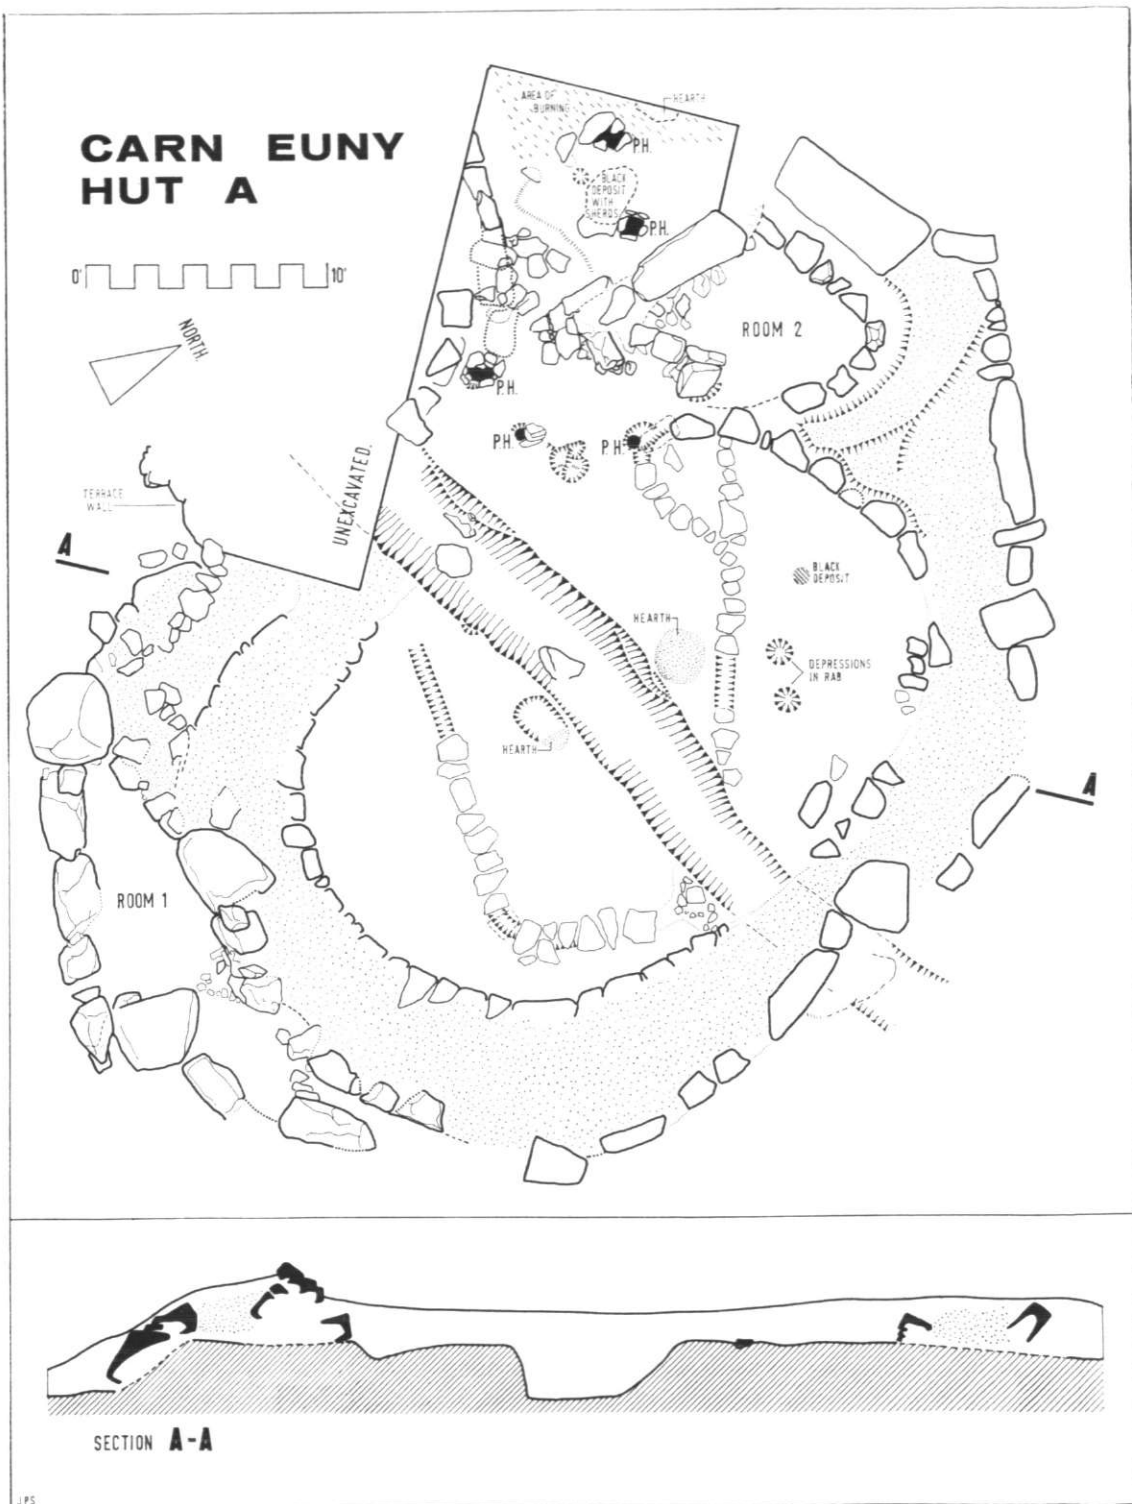 CARN EUNY
HUT A
0'
10'
NORTH.
AREA OF
BURNING
HEARTH
P.H.
BLACK
DEPOSIT
WITH
SHERDS
P.H.
ROOM 2
P.H.
P.H.
P.H.
UNEXCAVATED.
TERRACE
WALL
A
BLACK
DEPOSIT
HEARTH
DEPRESSIONS
IN RAB
HEARTH
A
ROOM 1
SECTION A-A
J.P.S